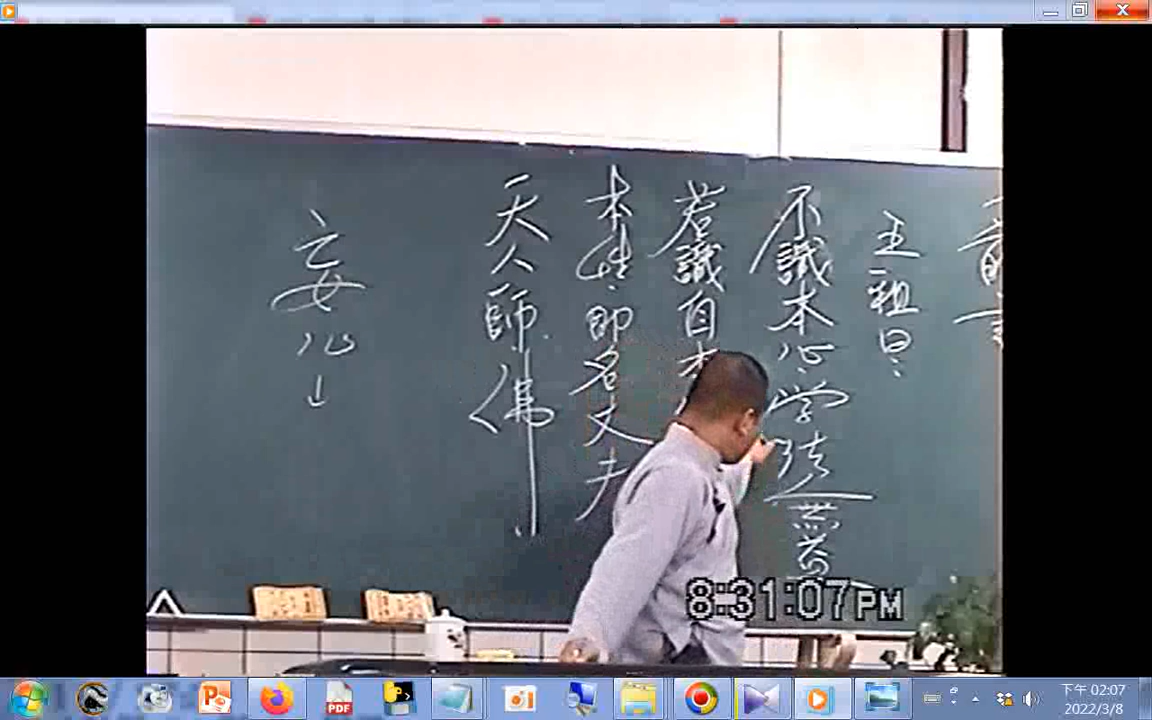 五祖曰：
不識本心學法無益
若識自本
本性，即名丈夫
天人師、佛
妄心
↓
8:31:07PM
PDF
下午 02:07
2022/3/8